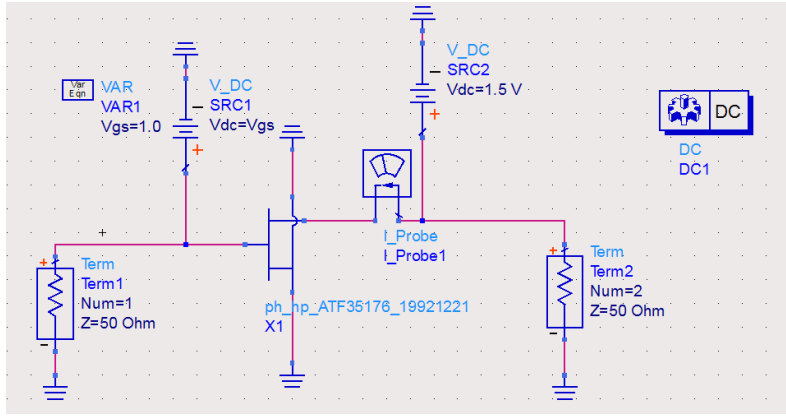 Var
Eqn
VAR
VAR1
Vgs=1.0
V_DC
SRC1
Vdc=Vgs
V_DC
SRC2
Vdc=1.5 V
DC
DC
DC1
I_Probe
I_Probe1
Term
Term1
Num=1
Z=50 Ohm
ph_hp_ATF35176_19921221
X1
Term
Term2
Num=2
Z=50 Ohm